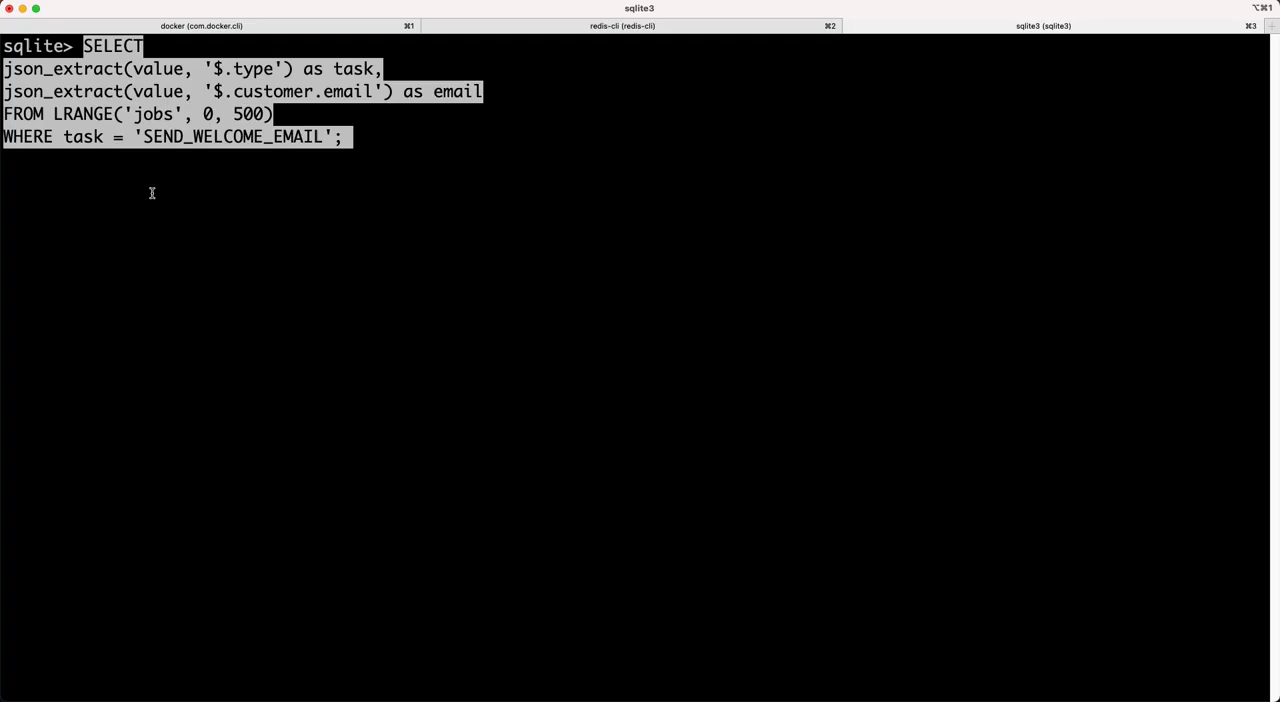 sqlite3
⌥⌘1
docker (com.docker.cli) ⌘1 redis-cli (redis-cli) ⌘2 sqlite3 (sqlite3) ⌘3 +
sqlite> SELECT
json_extract(value, '$.type') as task,
json_extract(value, '$.customer.email') as email
FROM LRANGE('jobs', 0, 500)
WHERE task = 'SEND_WELCOME_EMAIL';